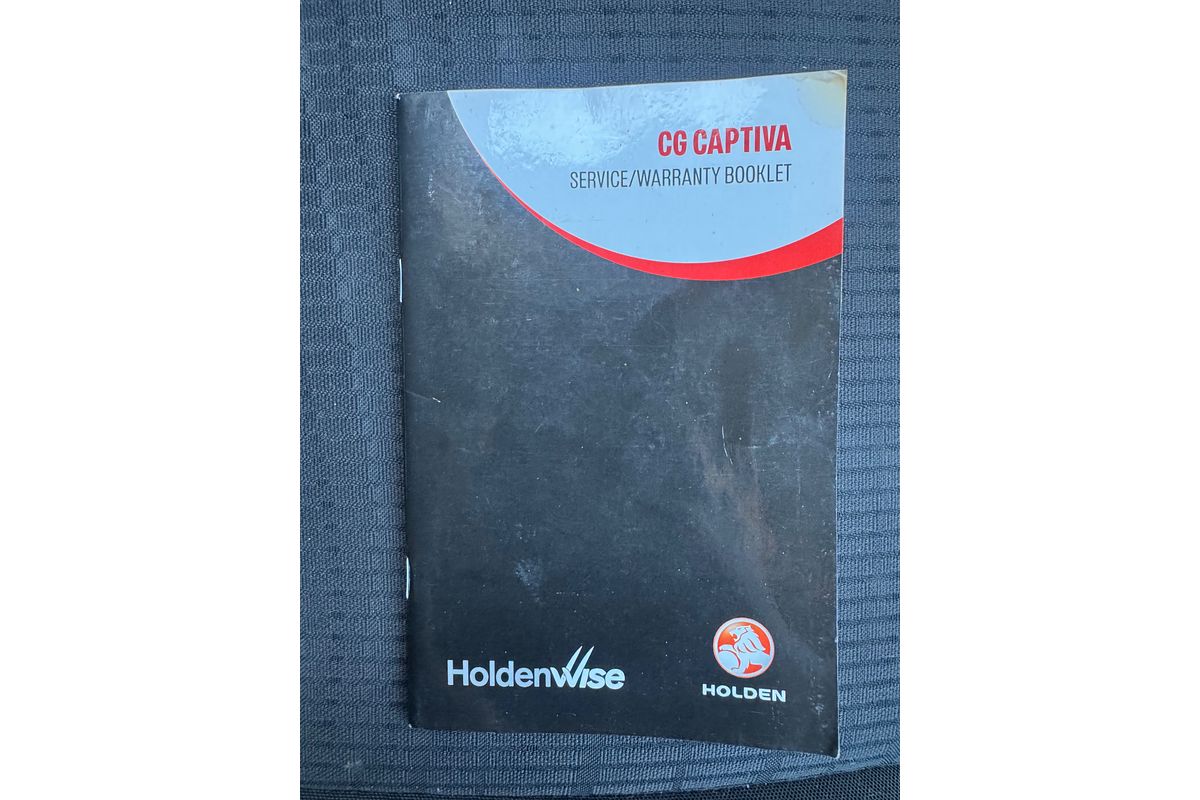 CG CAPTIVA
SERVICE/WARRANTY BOOKLET
HoldenWise
HOLDEN